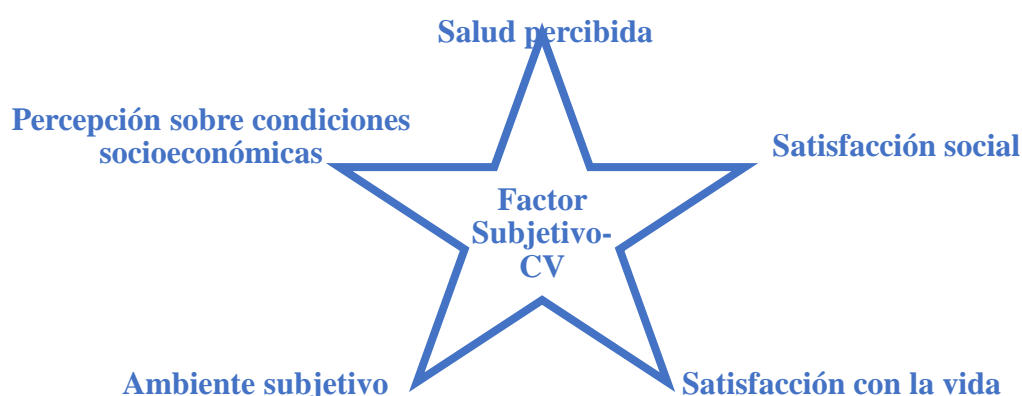 Salud percibida
Percepción sobre condiciones
socioeconómicas
Satisfacción social
Factor
Subjetivo-
CV
Ambiente subjetivo
Satisfacción con la vida